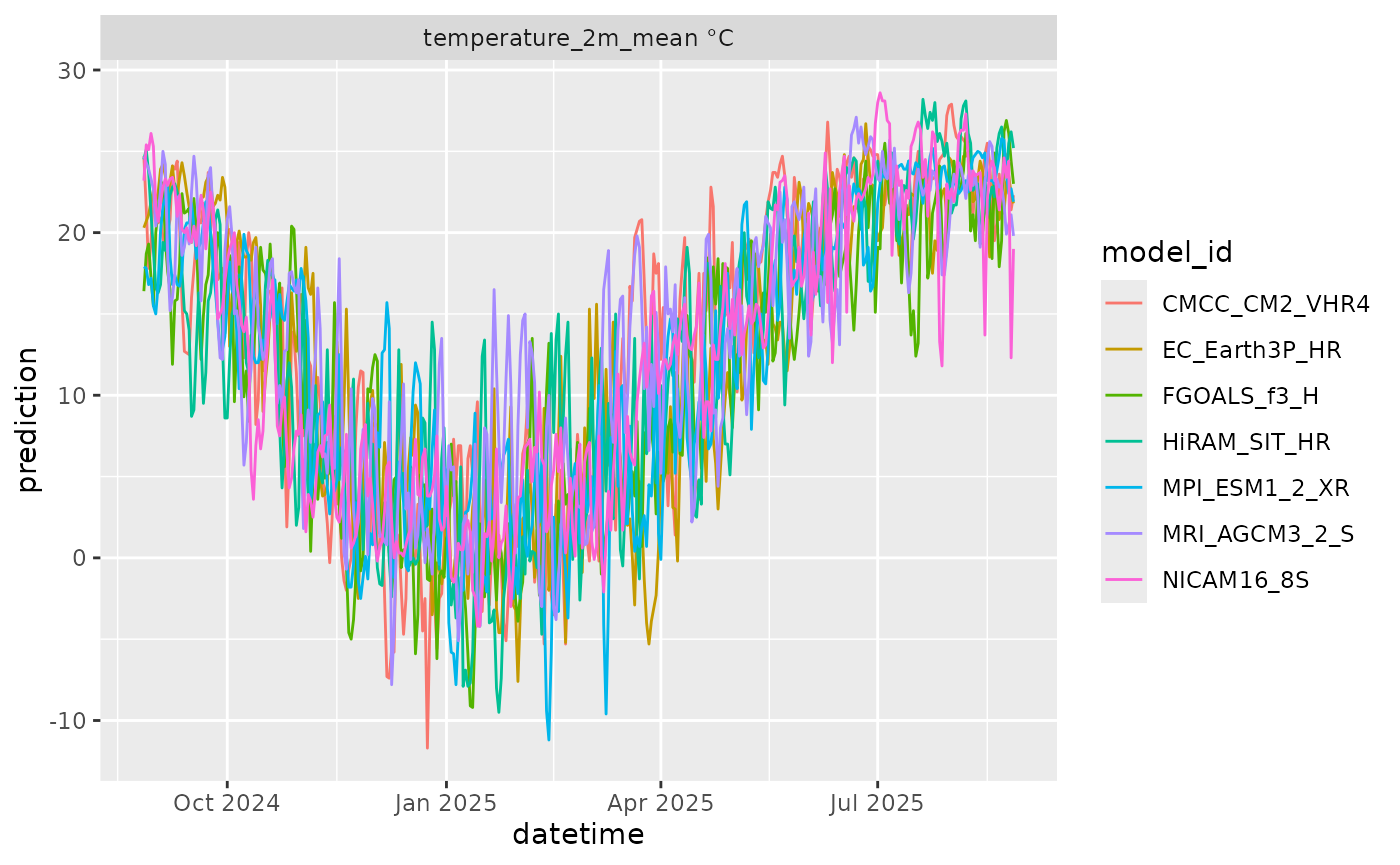 temperature_2m_mean °C
30
20
10
0
-10
prediction
Oct 2024 Jan 2025 Apr 2025 Jul 2025
datetime
model_id
CMCC_CM2_VHR4
EC_Earth3P_HR
FGOALS_f3_H
HiRAM_SIT_HR
MPI_ESM1_2_XR
MRI_AGCM3_2_S
NICAM16_8S